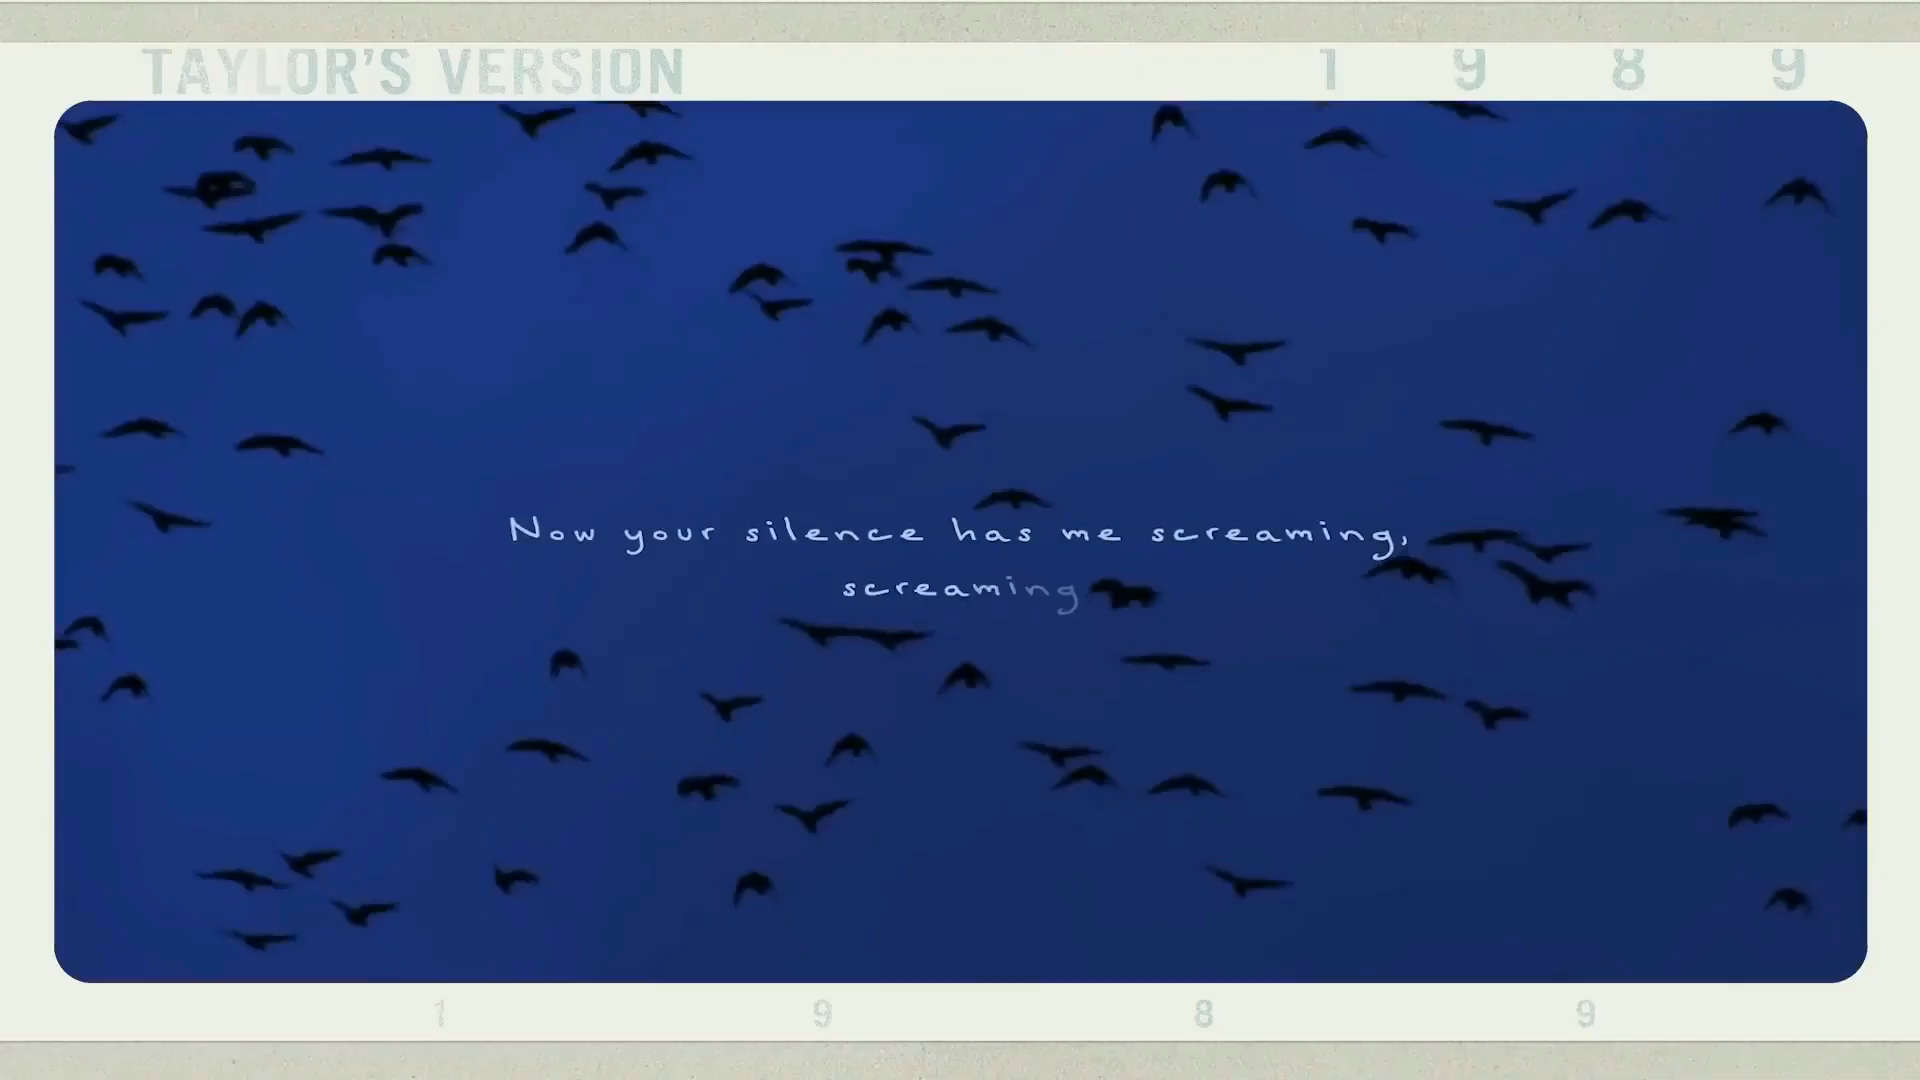 TAYLOR'S VERSION 1 9 8 9
Now your silence has me screaming,
screaming
1 9 8 9